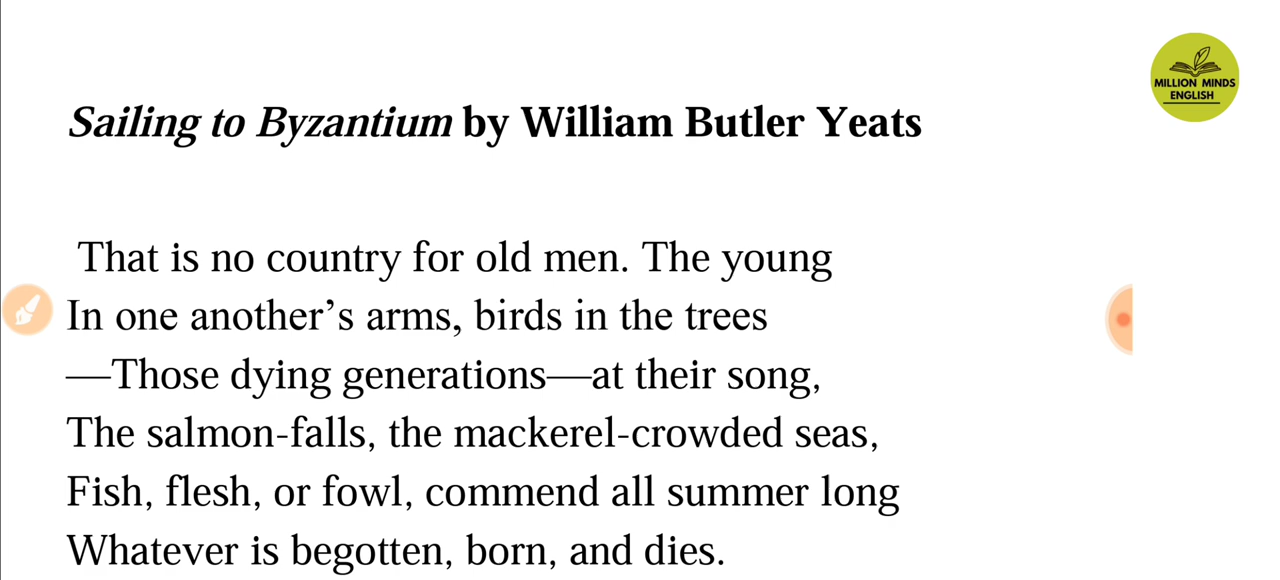 MILLION MINDS
ENGLISH
Sailing to Byzantium by William Butler Yeats
That is no country for old men. The young
In one another’s arms, birds in the trees
—Those dying generations—at their song,
The salmon-falls, the mackerel-crowded seas,
Fish, flesh, or fowl, commend all summer long
Whatever is begotten, born, and dies.